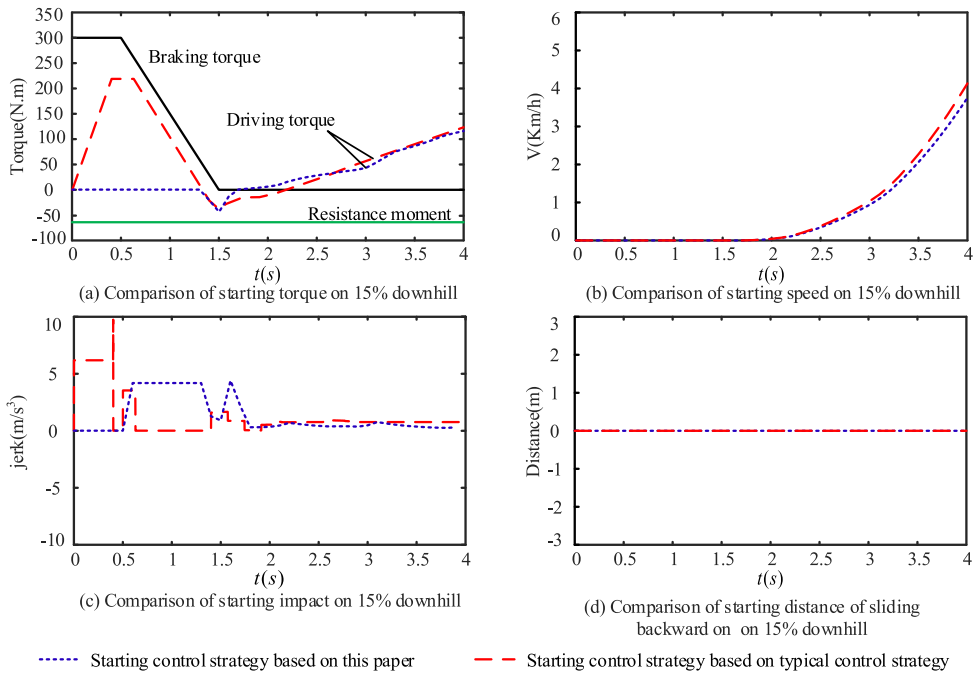 350
300
250
200
150
100
50
0
-50
-100
Torque(N.m)
Braking torque
Driving torque
Resistance moment
0 0.5 1 1.5 2 2.5 3 3.5 4
t(s)
(a) Comparison of starting torque on 15% downhill
6
5
4
3
2
1
0
V(Km/h)
0 0.5 1 1.5 2 2.5 3 3.5 4
t(s)
(b) Comparison of starting speed on 15% downhill
10
5
0
-5
-10
jerk(m/s³)
0 0.5 1 1.5 2 2.5 3 3.5 4
t(s)
(c) Comparison of starting impact on 15% downhill
3
2
1
0
-1
-2
-3
Distance(m)
0 0.5 1 1.5 2 2.5 3 3.5 4
t(s)
(d) Comparison of starting distance of sliding
backward on on 15% downhill
Starting control strategy based on this paper
Starting control strategy based on typical control strategy